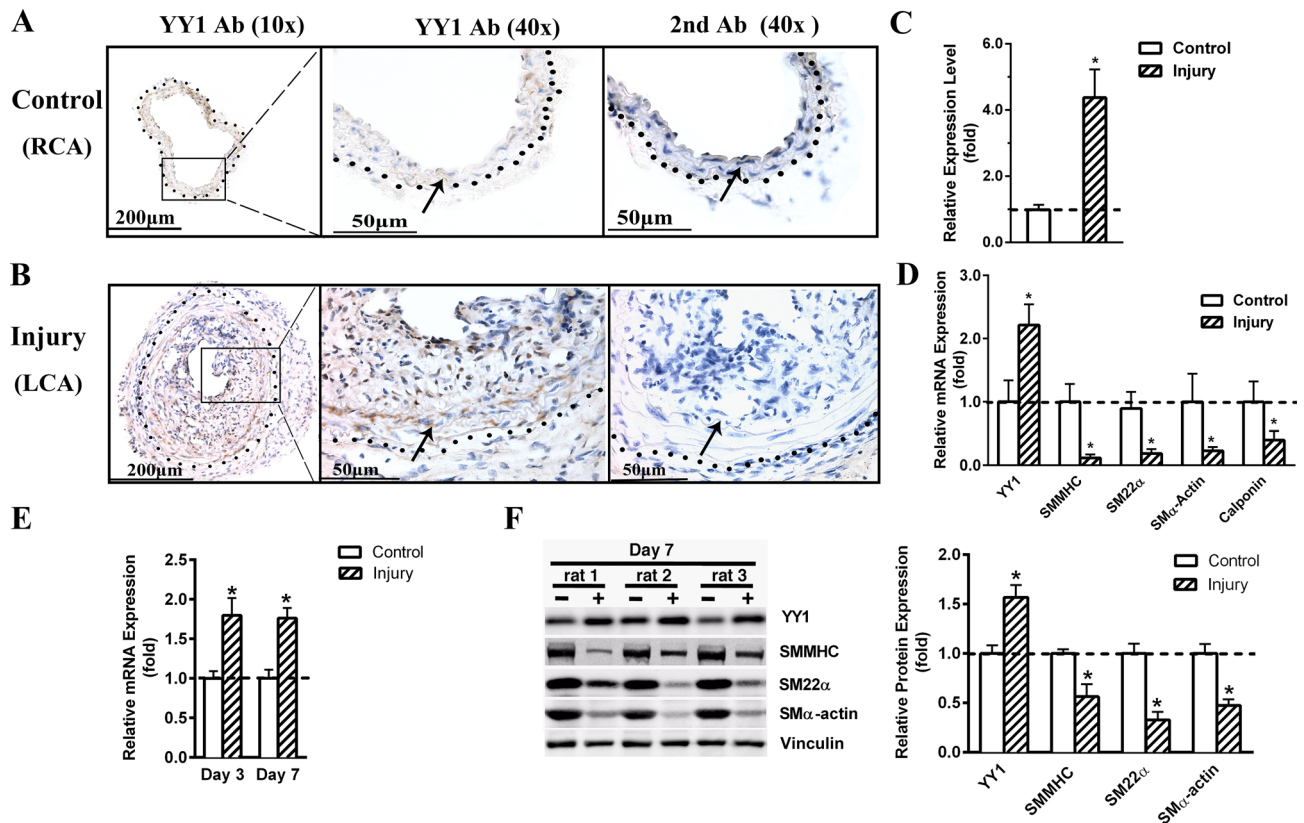 A
YY1 Ab (10x)
YY1 Ab (40x)
2nd Ab (40x)
Control
(RCA)
200μm
50μm
50μm
B
Injury
(LCA)
200μm
50μm
50μm
C
Relative Expression Level
(fold)
6.0
4.0
2.0
1.0
0.0
*
Control
Injury
D
Relative mRNA Expression
(fold)
3.0
2.0
1.0
0.0
* * * * *
Control
Injury
YY1 SMMHC SM22α SMα-Actin Calponin
E
Relative mRNA Expression
(fold)
2.5
2.0
1.5
1.0
0.5
0.0
* *
Control
Injury
Day 3 Day 7
F
Day 7
rat 1 rat 2 rat 3
– + – + – +
YY1
SMMHC
SM22α
SMα-actin
Vinculin
Relative Protein Expression
(fold)
2.0
1.5
1.0
0.5
0.0
* * * *
Control
Injury
YY1 SMMHC SM22α SMα-actin